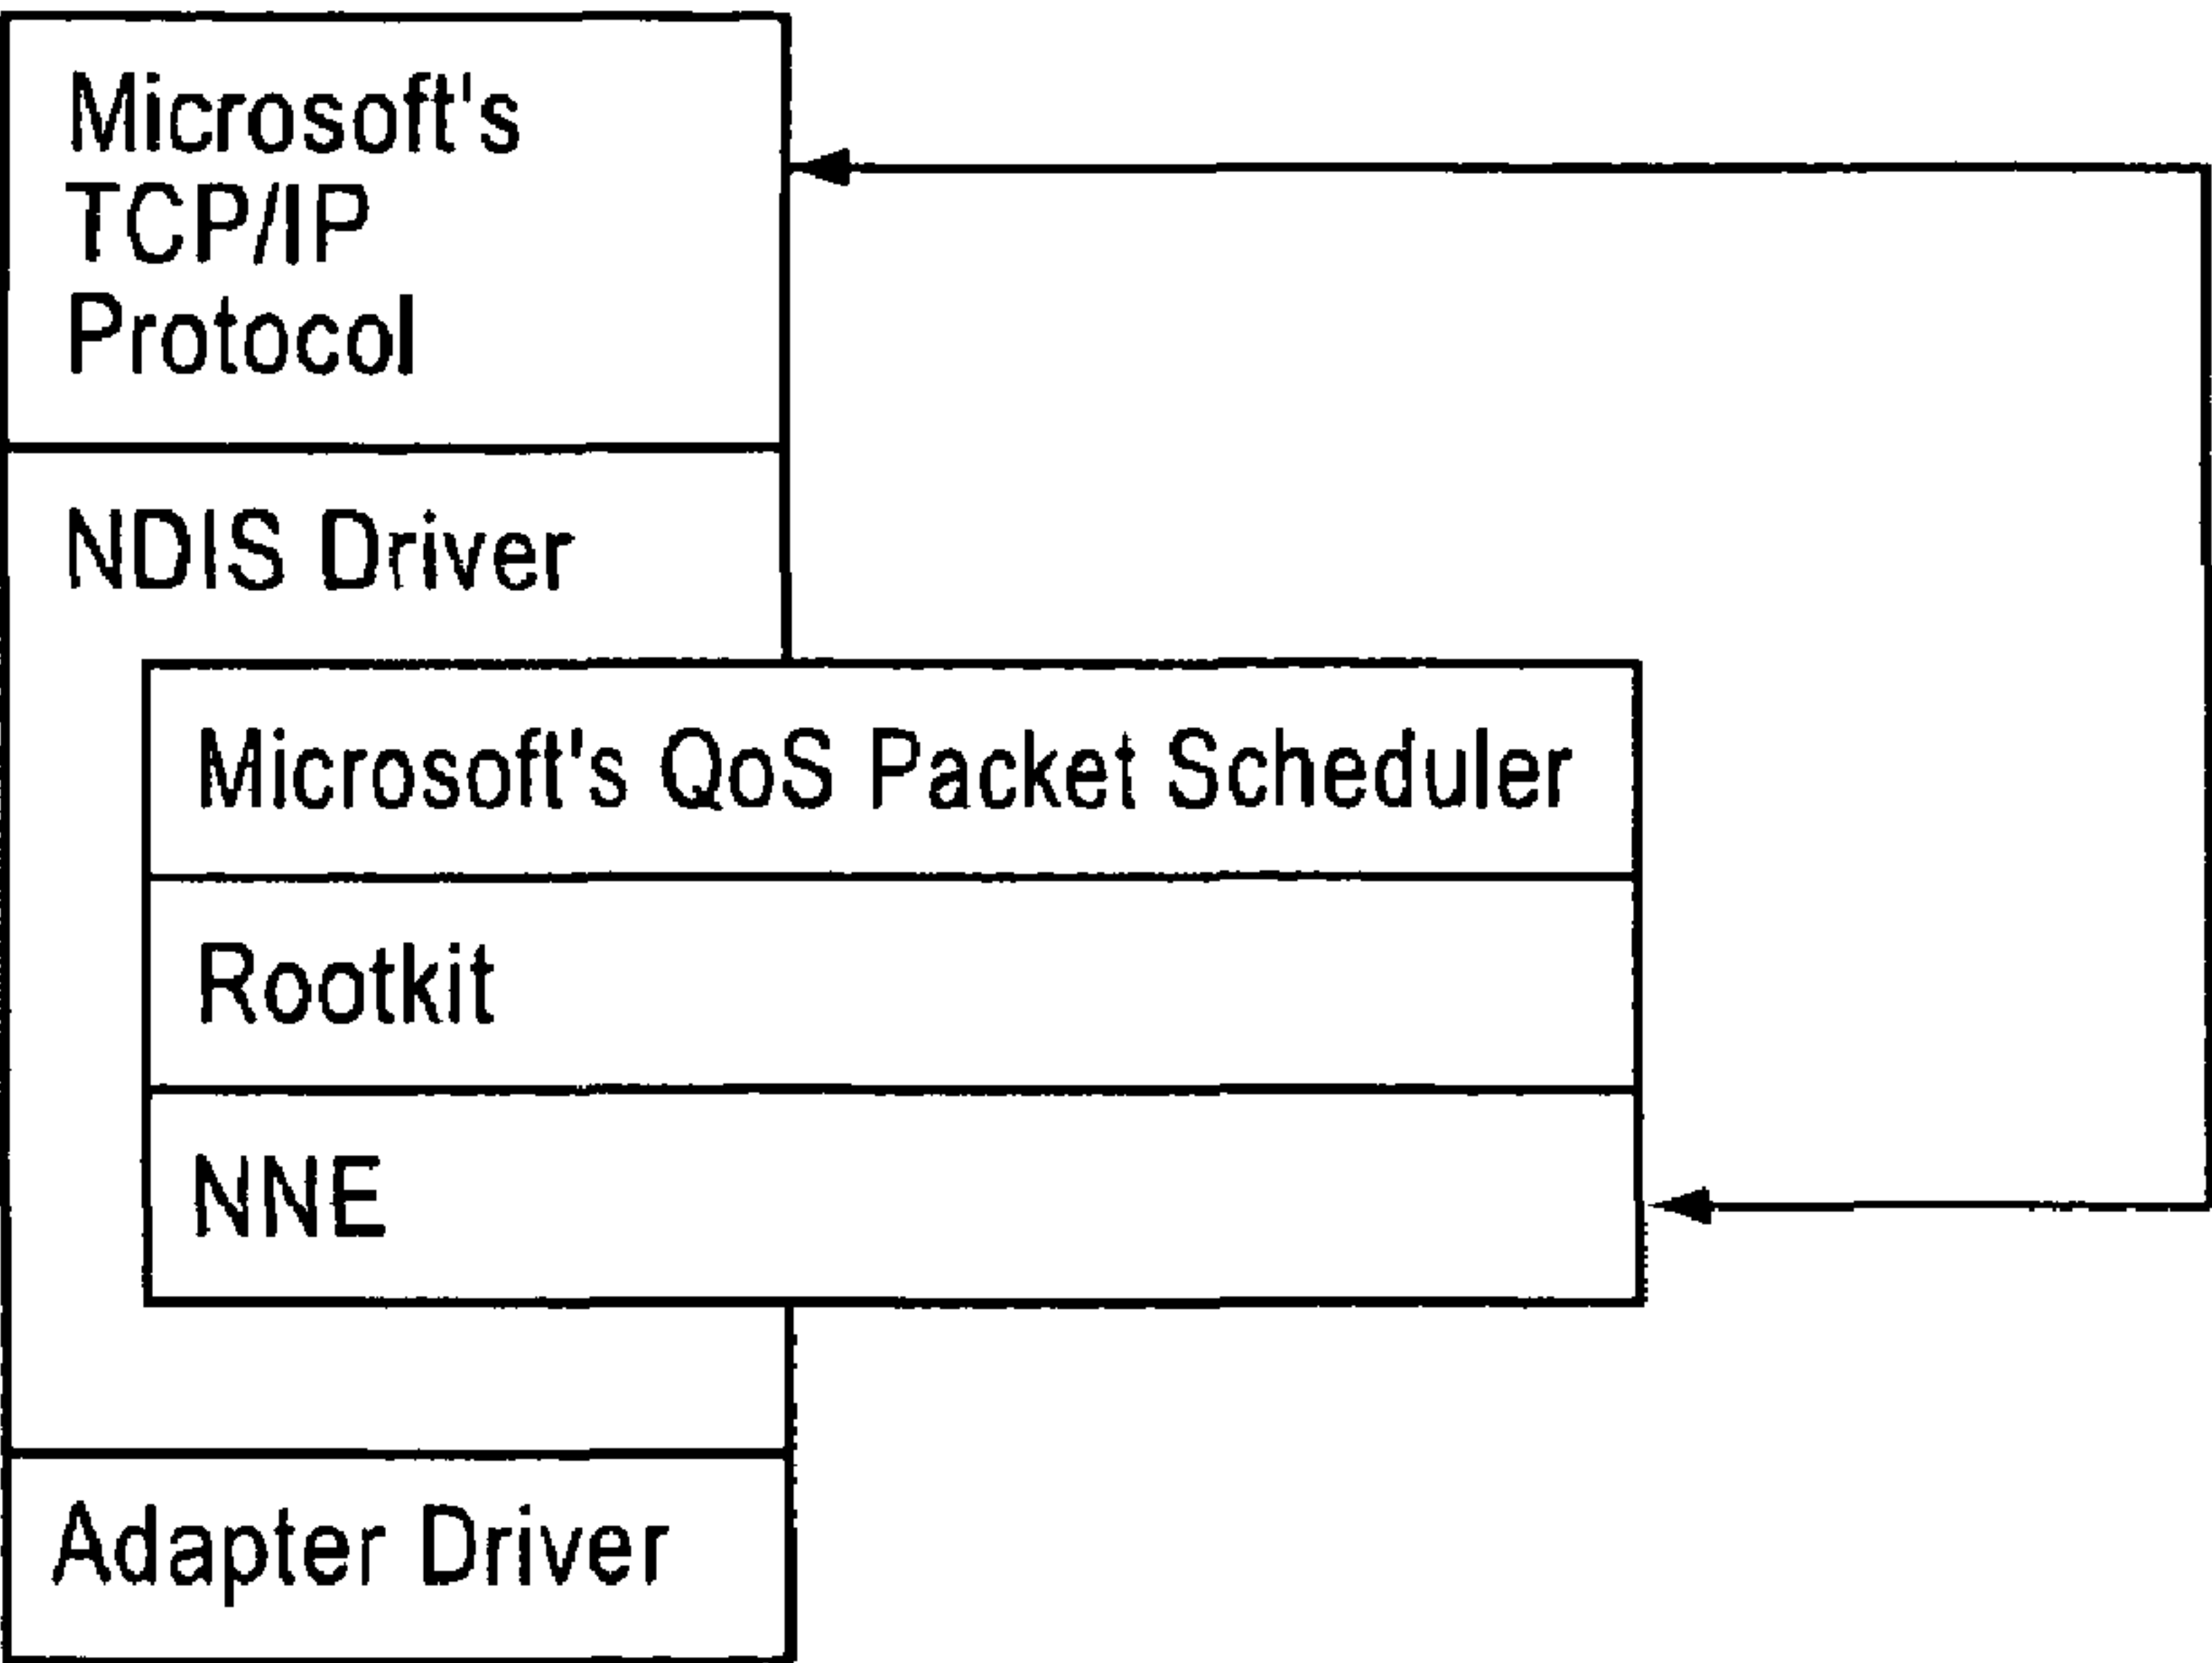 Microsoft's
TCP/IP
Protocol
NDIS Driver
Microsoft's QoS Packet Scheduler
Rootkit
NNE
Adapter Driver